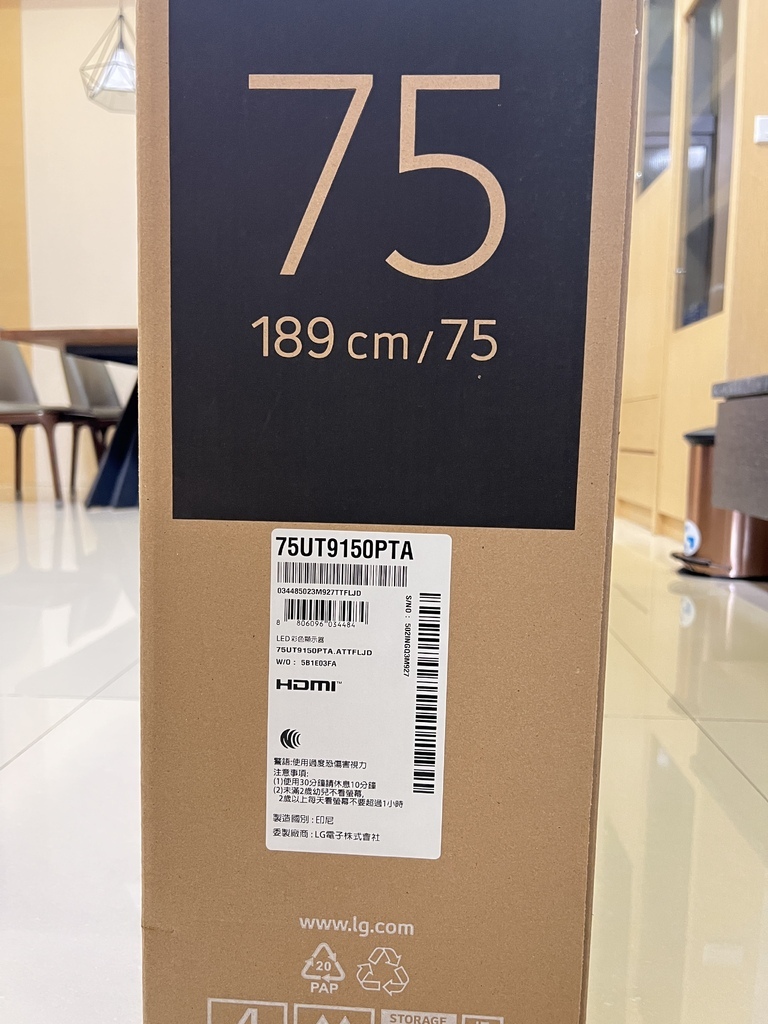 75
189 cm / 75
75UT9150PTA
034485023M927TTFLJD
8 806096 034484
S/NO : 502INGQ3M927
LED 彩色顯示器
75UT9150PTA.ATTFLJD
W/O : 5B1E03FA
HDMI™
警語:使用過度恐傷害視力
注意事項:
(1)使用30分鐘請休息10分鐘
(2)未滿2歲幼兒不看螢幕,
2歲以上每天看螢幕不要超過1小時
製造國別 : 印尼
委製廠商 : LG電子株式會社
www.lg.com
20
PAP
STORAGE